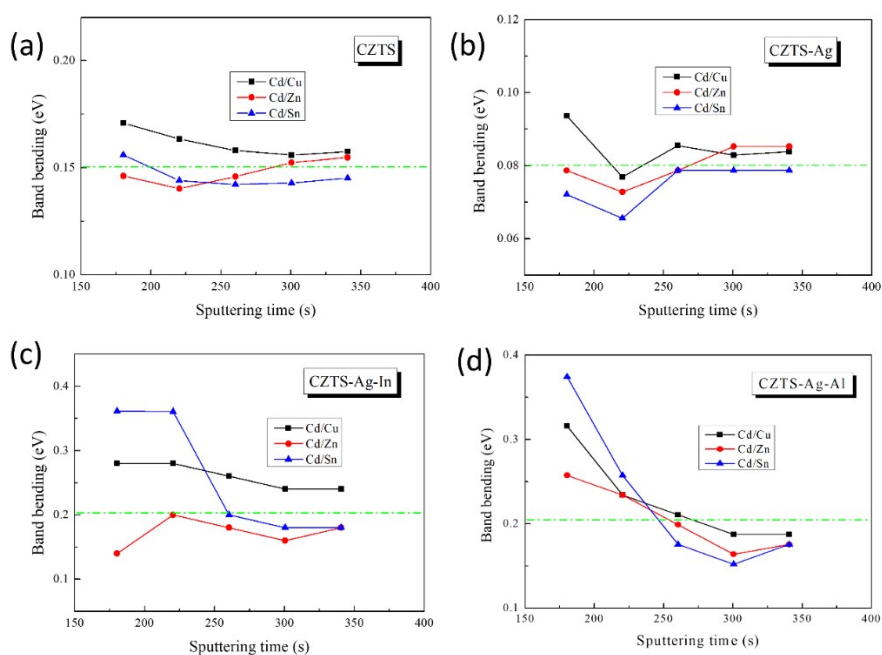 (a)
CZTS
Cd/Cu
Cd/Zn
Cd/Sn
Band bending (eV)
0.20
0.15
0.10
150 200 250 300 350 400
Sputtering time (s)
(b)
CZTS-Ag
Cd/Cu
Cd/Zn
Cd/Sn
Band bending (eV)
0.12
0.10
0.08
0.06
150 200 250 300 350 400
Sputtering time (s)
(c)
CZTS-Ag-In
Cd/Cu
Cd/Zn
Cd/Sn
Band bending (eV)
0.4
0.3
0.2
0.1
150 200 250 300 350 400
Sputtering time (s)
(d)
CZTS-Ag-Al
Cd/Cu
Cd/Zn
Cd/Sn
Band bending (eV)
0.4
0.3
0.2
0.1
150 200 250 300 350 400
Sputtering time (s)